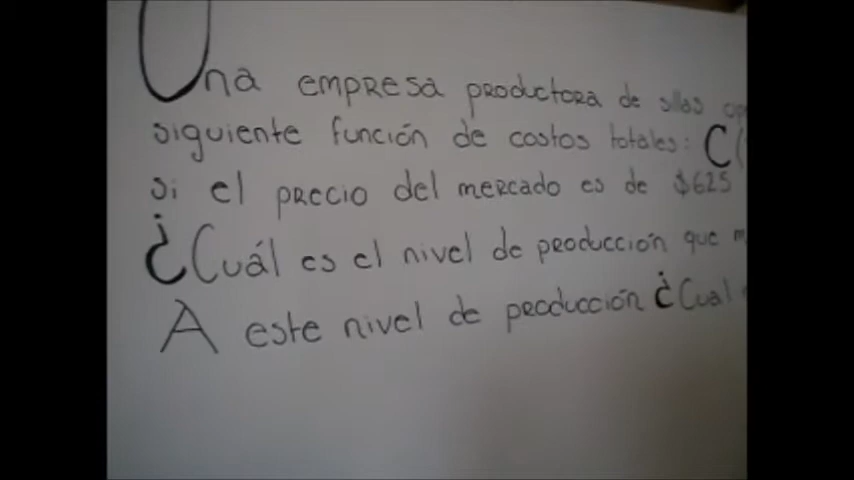 Una empresa productora de sillas
siguiente función de costos totales: C(
si el precio del mercado es de $625
¿Cuál es el nivel de producción que
A este nivel de producción ¿Cual